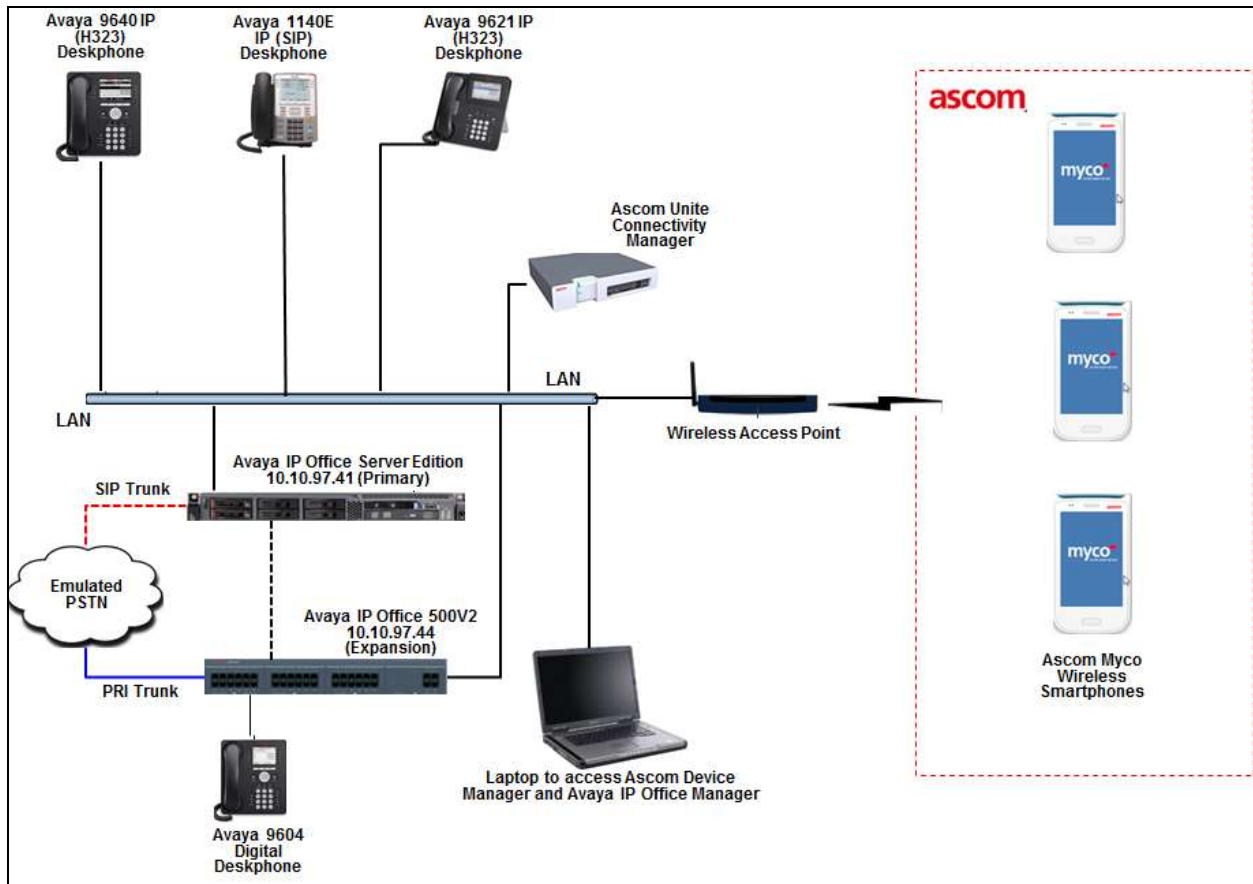 Avaya 9640 IP
(H323)
Deskphone
Avaya 1140E
IP (SIP)
Deskphone
Avaya 9621 IP
(H323)
Deskphone
ascom
myco
Ascom Unite
Connectivity
Manager
myco
LAN
LAN
Wireless Access Point
Avaya IP Office Server Edition
10.10.97.41 (Primary)
SIP Trunk
myco
Emulated
PSTN
Avaya IP Office 500V2
10.10.97.44
(Expansion)
PRI Trunk
Ascom Myco
Wireless
Smartphones
Laptop to access Ascom Device
Manager and Avaya IP Office Manager
Avaya 9604
Digital
Deskphone